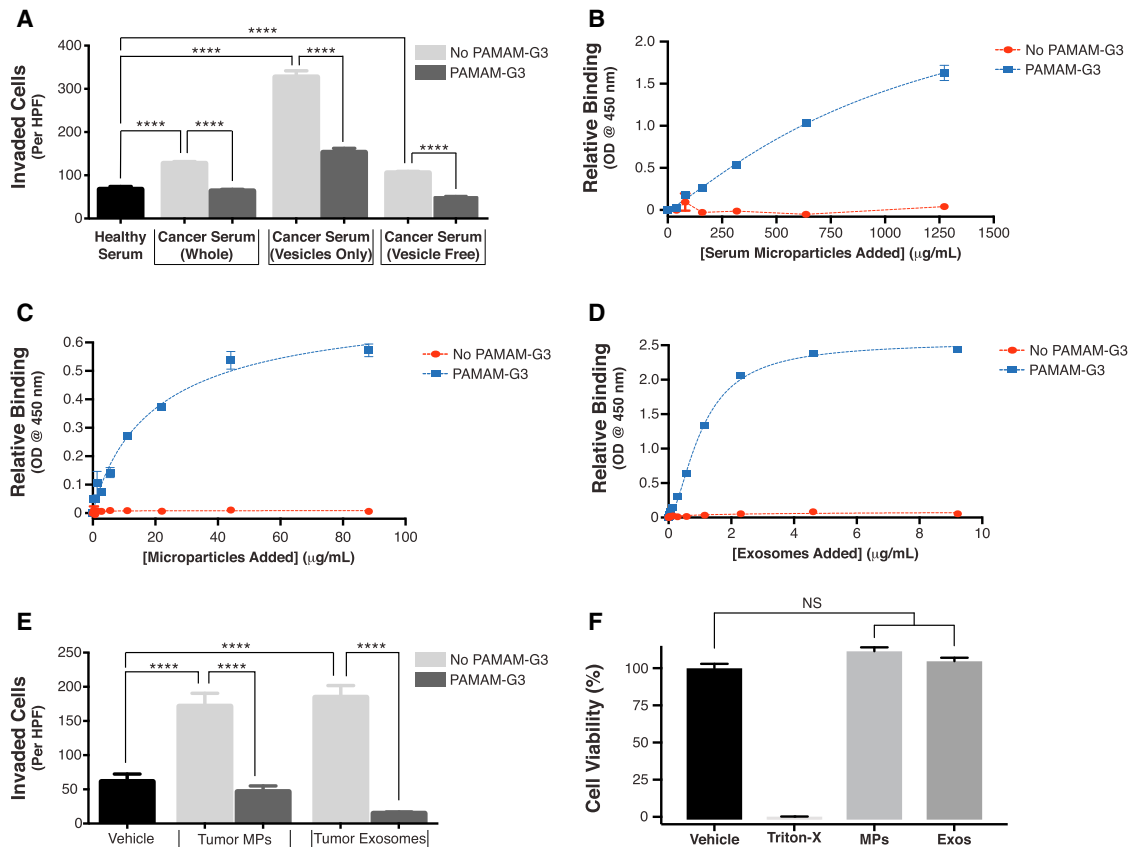 A
Invaded Cells
(Per HPF)
400
300
200
100
0
****
****
****
****
****
****
No PAMAM-G3
PAMAM-G3
Healthy
Serum
Cancer Serum
(Whole)
Cancer Serum
(Vesicles Only)
Cancer Serum
(Vesicle Free)
B
Relative Binding
(OD @ 450 nm)
2.0
1.5
1.0
0.5
0
0
250
500
750
1000
1250
1500
[Serum Microparticles Added] (μg/mL)
No PAMAM-G3
PAMAM-G3
C
Relative Binding
(OD @ 450 nm)
0.6
0.5
0.4
0.3
0.2
0.1
0
0
20
40
60
80
100
[Microparticles Added] (μg/mL)
No PAMAM-G3
PAMAM-G3
D
Relative Binding
(OD @ 450 nm)
2.5
2.0
1.5
1.0
0.5
0
0
2
4
6
8
10
[Exosomes Added] (μg/mL)
No PAMAM-G3
PAMAM-G3
E
Invaded Cells
(Per HPF)
250
200
150
100
50
0
****
****
****
****
No PAMAM-G3
PAMAM-G3
Vehicle
Tumor MPs
Tumor Exosomes
F
Cell Viability (%)
100
75
50
25
0
NS
Vehicle
Triton-X
MPs
Exos